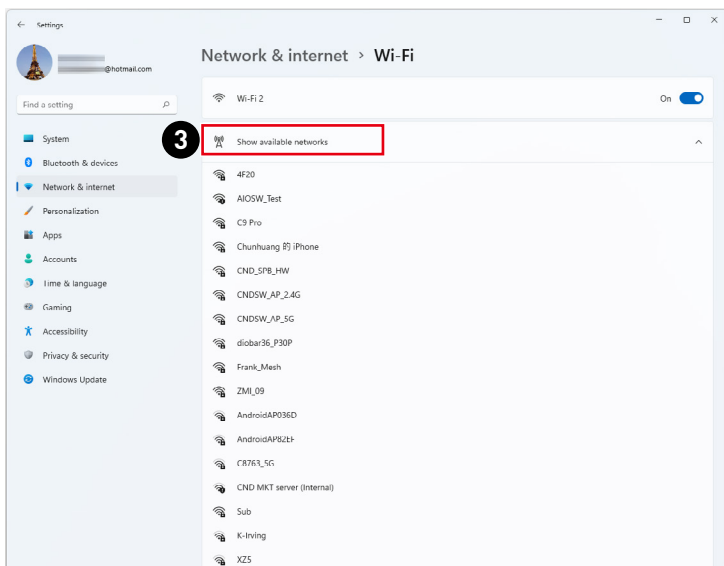 Settings
@hotmail.com
Find a setting
System
Bluetooth & devices
Network & internet
Personalization
Apps
Accounts
Time & language
Gaming
Accessibility
Privacy & security
Windows Update
Network & internet > Wi-Fi
Wi-Fi 2
On
3
Show available networks
4F20
AIOSW_Test
C9 Pro
Chunhuang 的 iPhone
CND_SPB_HW
CNDSW_AP_2.4G
CNDSW_AP_5G
diobar36_P30P
Frank_Mesh
ZMI_09
AndroidAP036D
AndroidAP82EF
C8763_5G
CND MKT server (Internal)
Sub
K-Irving
XZ5